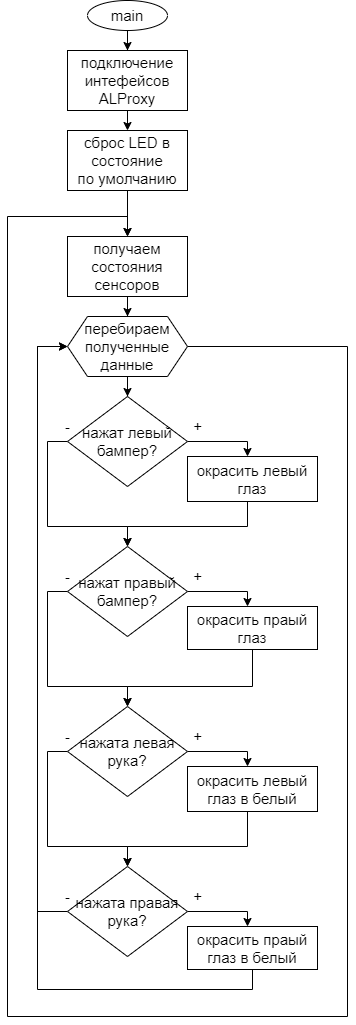 main
подключение
интефейсов
ALProxy
сброс LED в
состояние
по умолчанию
получаем
состояния
сенсоров
перебираем
полученные
данные
- нажат левый +
бампер?
окрасить левый
глаз
- нажат правый +
бампер?
окрасить праый
глаз
- нажата левая +
рука?
окрасить левый
глаз в белый
- нажата правая +
рука?
окрасить праый
глаз в белый